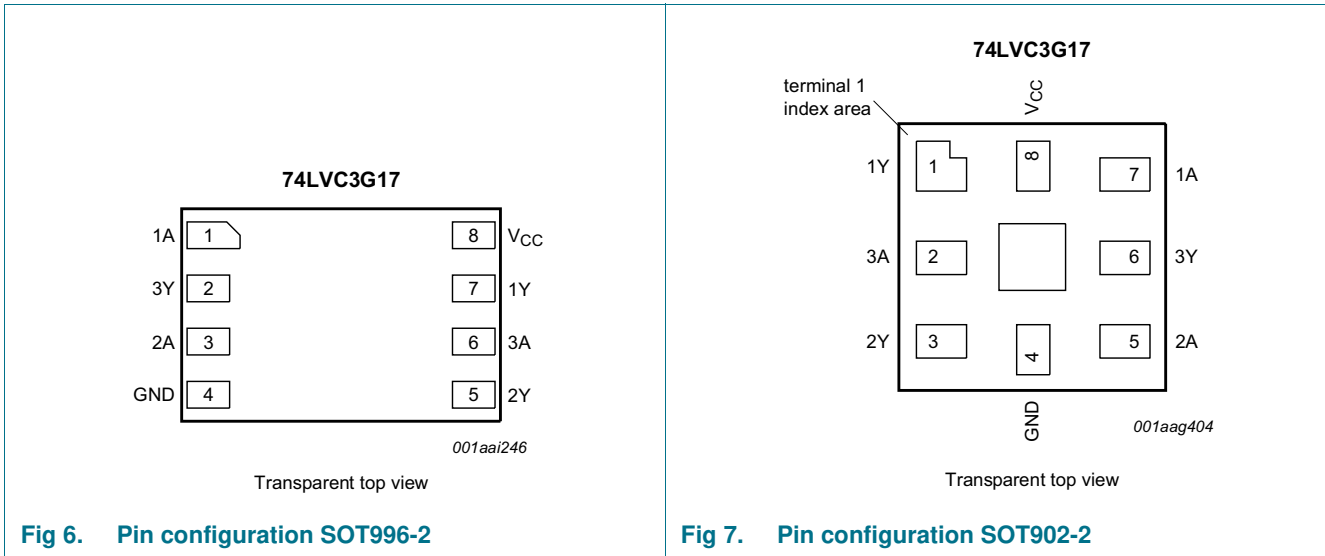 74LVC3G17
1A 1 8 VCC
3Y 2 7 1Y
2A 3 6 3A
GND 4 5 2Y
001aai246
Transparent top view
Fig 6. Pin configuration SOT996-2
74LVC3G17
terminal 1
index area
VCC
1Y 1 8 7 1A
3A 2 6 3Y
2Y 3 4 5 2A
GND
001aag404
Transparent top view
Fig 7. Pin configuration SOT902-2